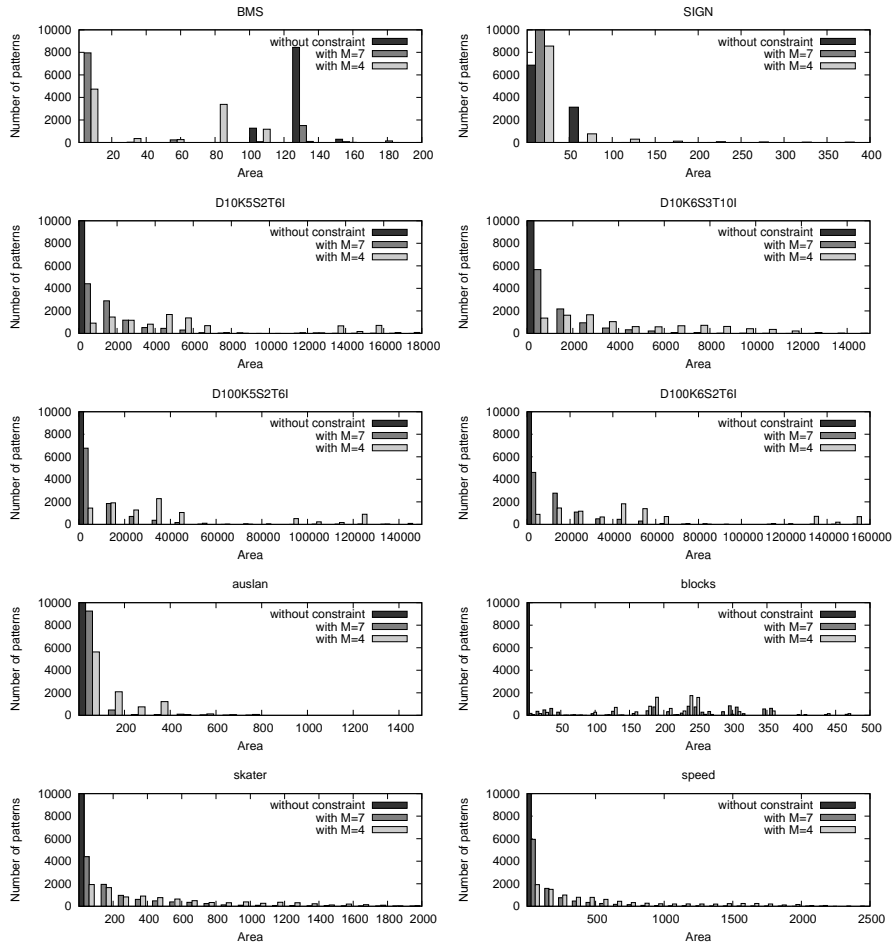 BMS
Number of patterns
10000
8000
6000
4000
2000
0
without constraint
with M=7
with M=4
20 40 60 80 100 120 140 160 180 200
Area
SIGN
Number of patterns
10000
8000
6000
4000
2000
0
without constraint
with M=7
with M=4
50 100 150 200 250 300 350 400
Area
D10K5S2T6I
Number of patterns
10000
8000
6000
4000
2000
0
without constraint
with M=7
with M=4
0 2000 4000 6000 8000 10000 12000 14000 16000 18000
Area
D10K6S3T10I
Number of patterns
10000
8000
6000
4000
2000
0
without constraint
with M=7
with M=4
0 2000 4000 6000 8000 10000 12000 14000
Area
D100K5S2T6I
Number of patterns
10000
8000
6000
4000
2000
0
without constraint
with M=7
with M=4
0 20000 40000 60000 80000 100000 120000 140000
Area
D100K6S2T6I
Number of patterns
10000
8000
6000
4000
2000
0
without constraint
with M=7
with M=4
0 20000 40000 60000 80000 100000 120000 140000 160000
Area
auslan
Number of patterns
10000
8000
6000
4000
2000
0
without constraint
with M=7
with M=4
200 400 600 800 1000 1200 1400
Area
blocks
Number of patterns
10000
8000
6000
4000
2000
0
without constraint
with M=7
with M=4
50 100 150 200 250 300 350 400 450 500
Area
skater
Number of patterns
10000
8000
6000
4000
2000
0
without constraint
with M=7
with M=4
200 400 600 800 1000 1200 1400 1600 1800 2000
Area
speed
Number of patterns
10000
8000
6000
4000
2000
0
without constraint
with M=7
with M=4
500 1000 1500 2000 2500
Area